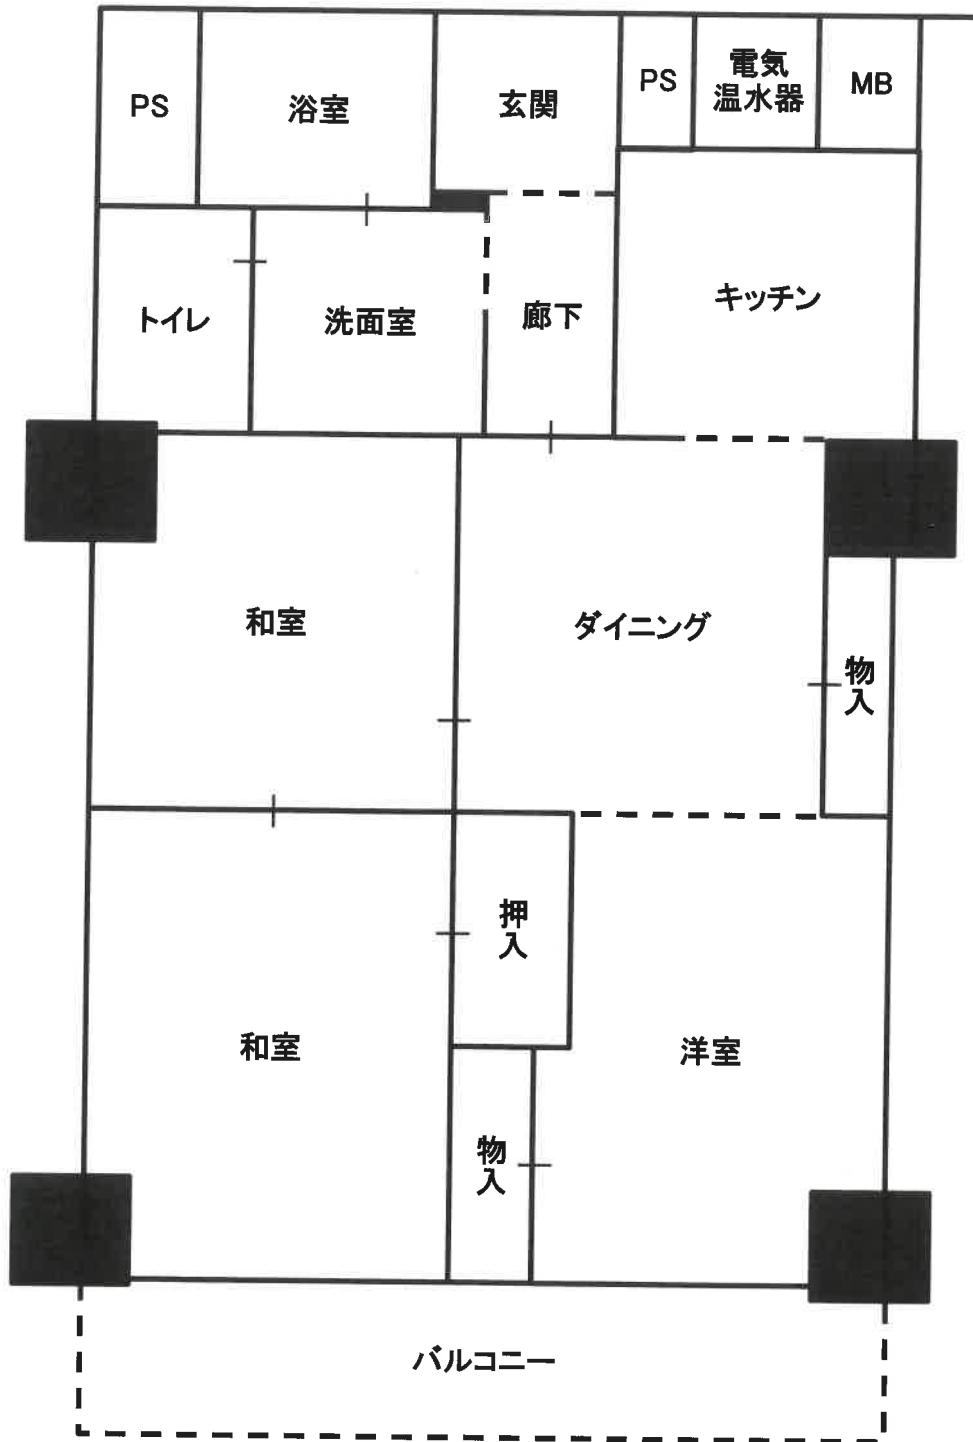 PS
浴室
玄関
PS
電気
温水器
MB
トイレ
洗面室
廊下
キッチン
和室
ダイニング
物
入
押
入
和室
洋室
物
入
バルコニー